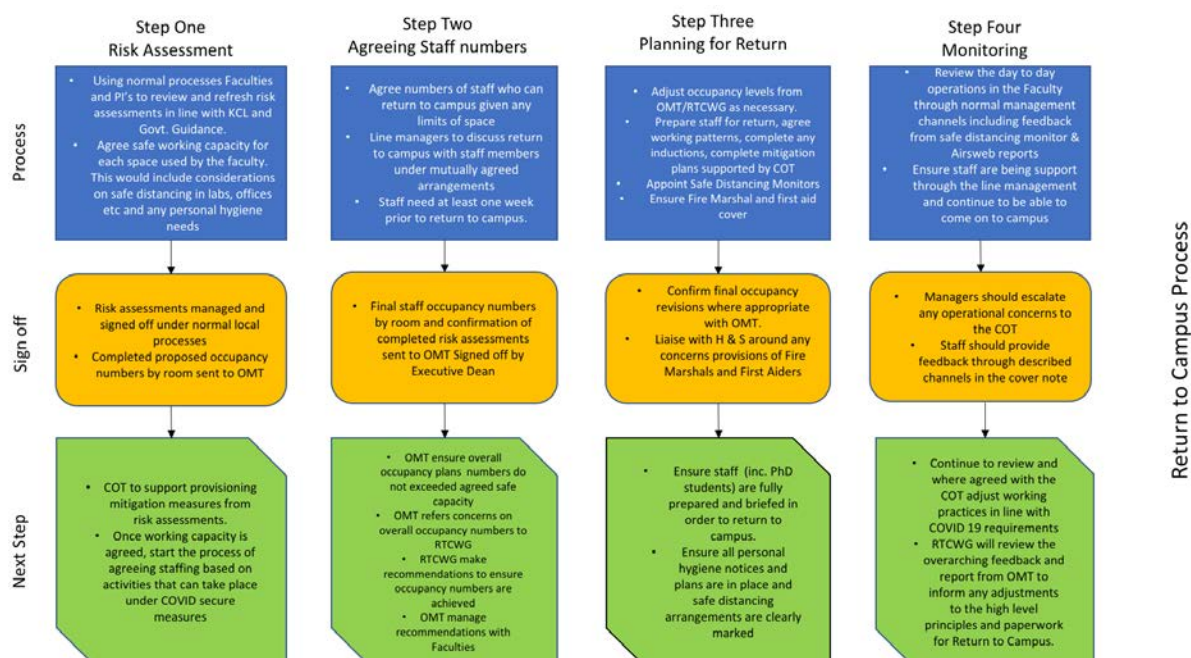 Step One
Risk Assessment
Step Two
Agreeing Staff numbers
Step Three
Planning for Return
Step Four
Monitoring
Process
• Using normal processes Faculties
and PI's to review and refresh risk
assessments in line with KCL and
Govt. Guidance.
• Agree safe working capacity for
each space used by the faculty.
This would include considerations
on safe distancing in labs, offices
etc and any personal hygiene
needs
• Agree numbers of staff who can
return to campus given any
limits of space
• Line managers to discuss return
to campus with staff members
under mutually agreed
arrangements
• Staff need at least one week
prior to return to campus.
• Adjust occupancy levels from
OMT/RTCWG as necessary.
• Prepare staff for return, agree
working patterns, complete any
inductions, complete mitigation
plans supported by COT
• Appoint Safe Distancing Monitors
• Ensure Fire Marshal and first aid
cover
• Review the day to day
operations in the Faculty
through normal management
channels including feedback
from safe distancing monitor &
Airsweb reports
• Ensure staff are being support
through the line management
and continue to be able to
come on to campus
Sign off
• Risk assessments managed and
signed off under normal local
processes
• Completed proposed occupancy
numbers by room sent to OMT
• Final staff occupancy numbers
by room and confirmation of
completed risk assessments
sent to OMT Signed off by
Executive Dean
• Confirm final occupancy
revisions where appropriate
with OMT.
• Liaise with H & S around any
concerns provisions of Fire
Marshals and First Aiders
• Managers should escalate
any operational concerns to
the COT
• Staff should provide
feedback through described
channels in the cover note
Next Step
• COT to support provisioning
mitigation measures from
risk assessments.
• Once working capacity is
agreed, start the process of
agreeing staffing based on
activities that can take place
under COVID secure
measures
• OMT ensure overall
occupancy plans numbers do
not exceeded agreed safe
capacity
• OMT refers concerns on
overall occupancy numbers to
RTCWG
• RTCWG make
recommendations to ensure
occupancy numbers are
achieved
• OMT manage
recommendations with
Faculties
• Ensure staff (inc. PhD
students) are fully
prepared and briefed in
order to return to
campus.
• Ensure all personal
hygiene notices and
plans are in place and
safe distancing
arrangements are clearly
marked
• Continue to review and
where agreed with the
COT adjust working
practices in line with
COVID 19 requirements
• RTCWG will review the
overarching feedback and
report from OMT to
inform any adjustments
to the high level
principles and paperwork
for Return to Campus.
Return to Campus Process